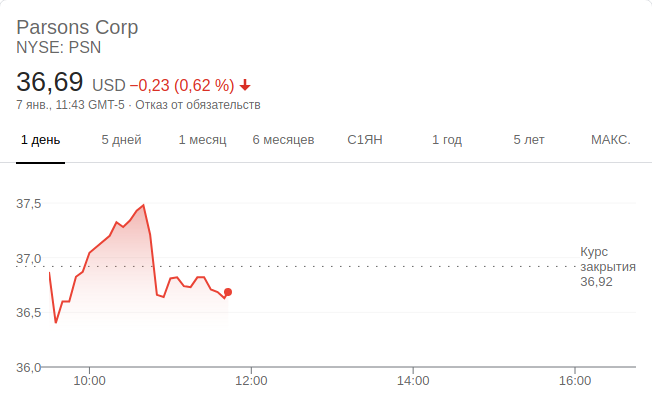 Parsons Corp
NYSE: PSN
36,69 USD −0,23 (0,62 %)
7 янв., 11:43 GMT-5 · Отказ от обязательств
1 день 5 дней 1 месяц 6 месяцев С1ЯН 1 год 5 лет МАКС.
37,5
37,0
Курс
закрытия
36,92
36,5
36,0
10:00 12:00 14:00 16:00